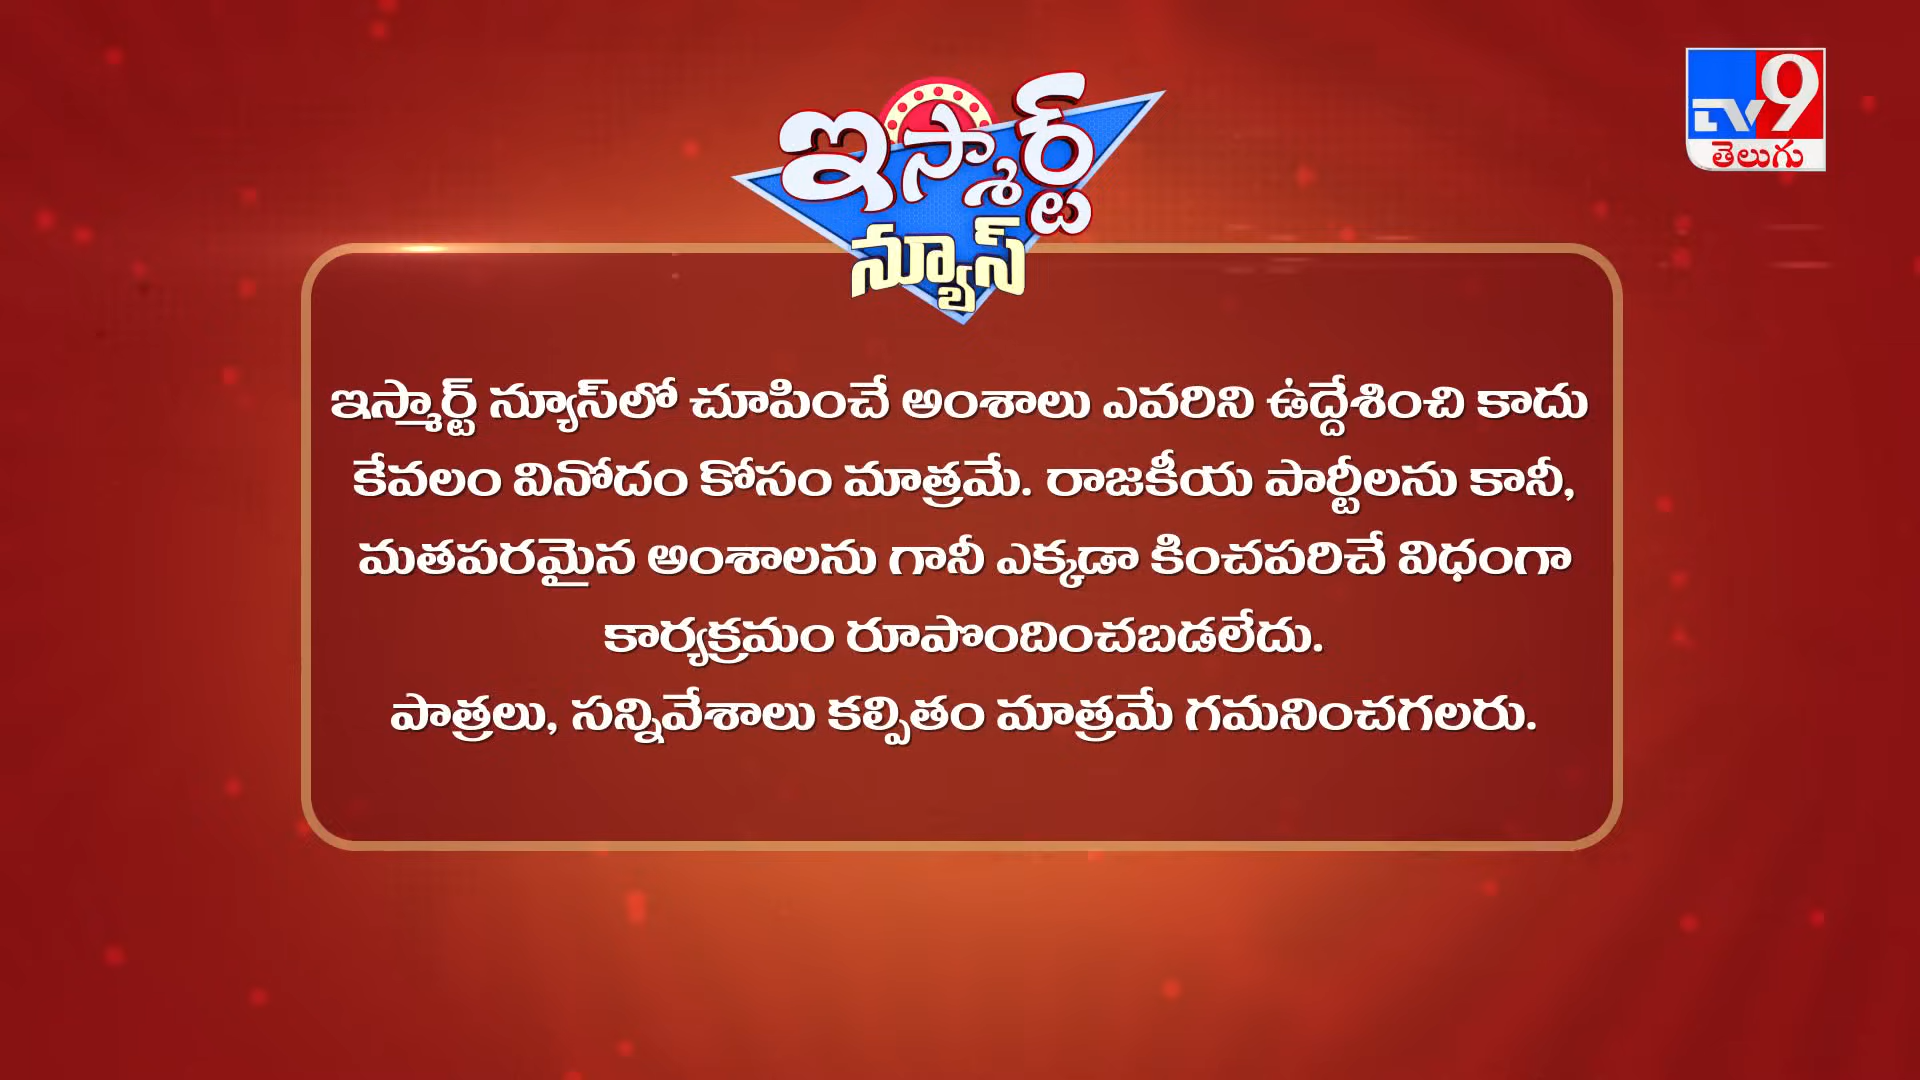 TV9
తెలుగు
ఇస్మార్ట్
న్యూస్
ఇస్మార్ట్ న్యూస్‌లో చూపించే అంశాలు ఎవరిని ఉద్దేశించి కాదు
కేవలం వినోదం కోసం మాత్రమే. రాజకీయ పార్టీలను కానీ,
మతపరమైన అంశాలను గానీ ఎక్కడా కించపరిచే విధంగా
కార్యక్రమం రూపొందించబడలేదు.
పాత్రలు, సన్నివేశాలు కల్పితం మాత్రమే గమనించగలరు.